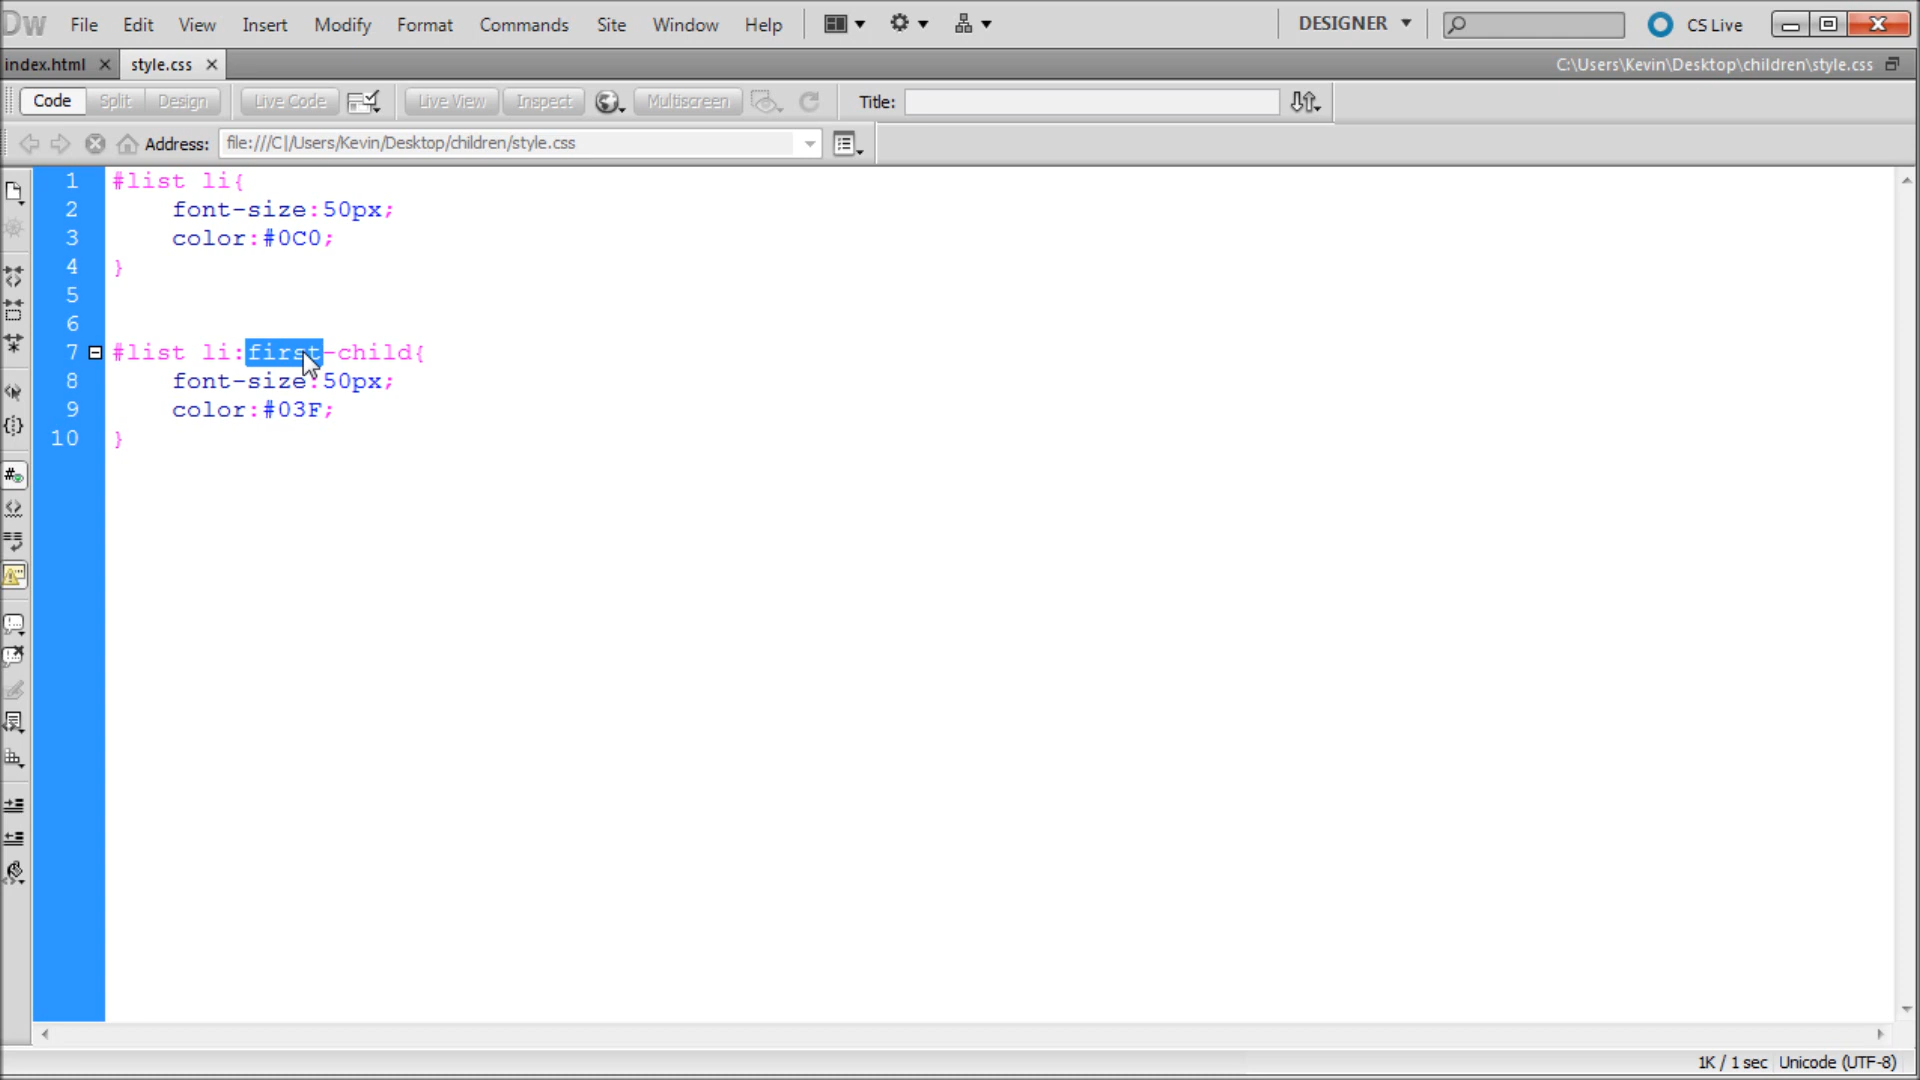 Dw File Edit View Insert Modify Format Commands Site Window Help DESIGNER CS Live
index.html style.css C:\Users\Kevin\Desktop\children\style.css
Code Split Design Live Code Live View Inspect Multiscreen Title:
Address: file:///C|/Users/Kevin/Desktop/children/style.css
1 #list li{
2 font-size:50px;
3 color:#0C0;
4 }
5
6
7 #list li:first-child{
8 font-size:50px;
9 color:#03F;
10 }
1K / 1 sec Unicode (UTF-8)